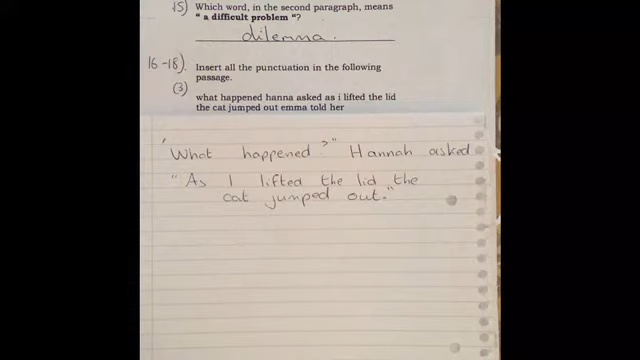 15) Which word, in the second paragraph, means
" a difficult problem "?
dilemna.
16-18). Insert all the punctuation in the following
passage.
(3)
what happened hanna asked as i lifted the lid
the cat jumped out emma told her
'What happened?" Hannah asked
"As I lifted the lid the
cat jumped out."